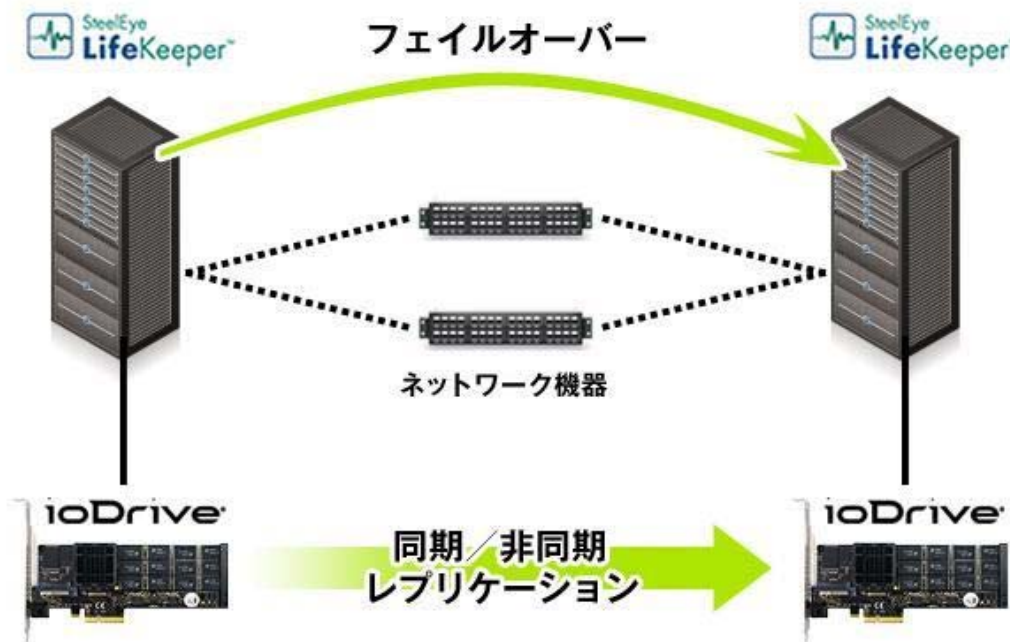 SteelEye
LifeKeeper™
フェイルオーバー
SteelEye
LifeKeeper
ネットワーク機器
ioDrive®
ioDrive®
同期／非同期
レプリケーション